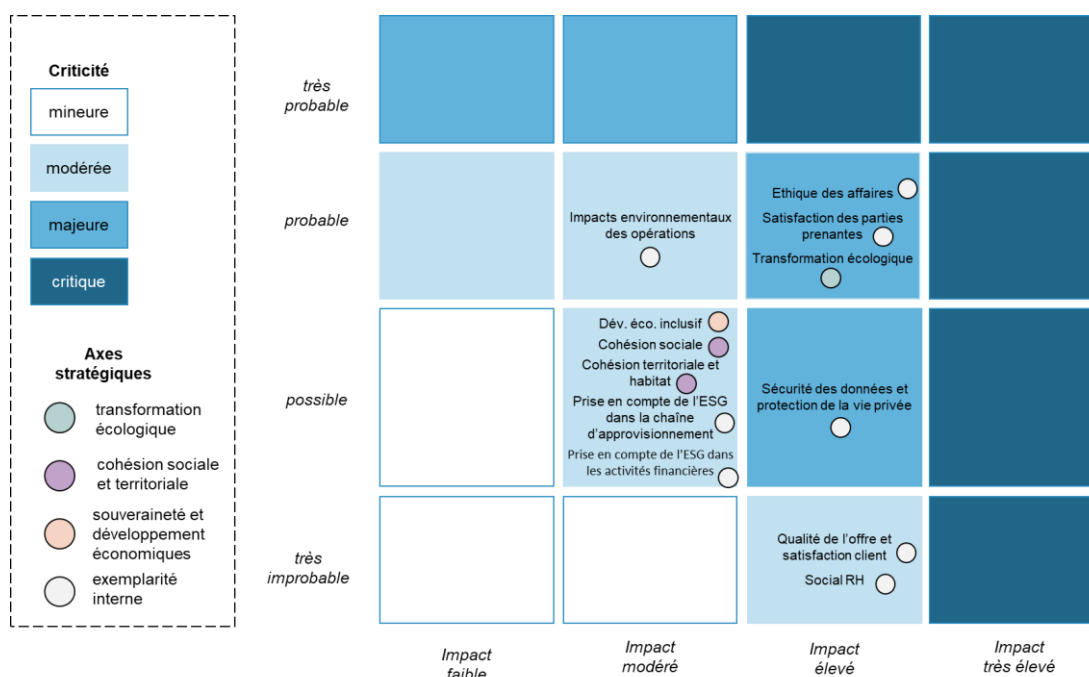 Criticité
mineure
modérée
majeure
critique
Axes
stratégiques
transformation
écologique
cohésion sociale
et territoriale
souveraineté et
développement
économiques
exemplarité
interne
très
probable
probable
Impacts environnementaux
des opérations
Ethique des affaires
Satisfaction des parties
prenantes
Transformation écologique
possible
Dév. éco. inclusif
Cohésion sociale
Cohésion territoriale et
habitat
Prise en compte de l’ESG
dans la chaîne
d’approvisionnement
Prise en compte de l’ESG dans
les activités financières
Sécurité des données et
protection de la vie privée
très
improbable
Qualité de l’offre et
satisfaction client
Social RH
Impact
faible
Impact
modéré
Impact
élevé
Impact
très élevé